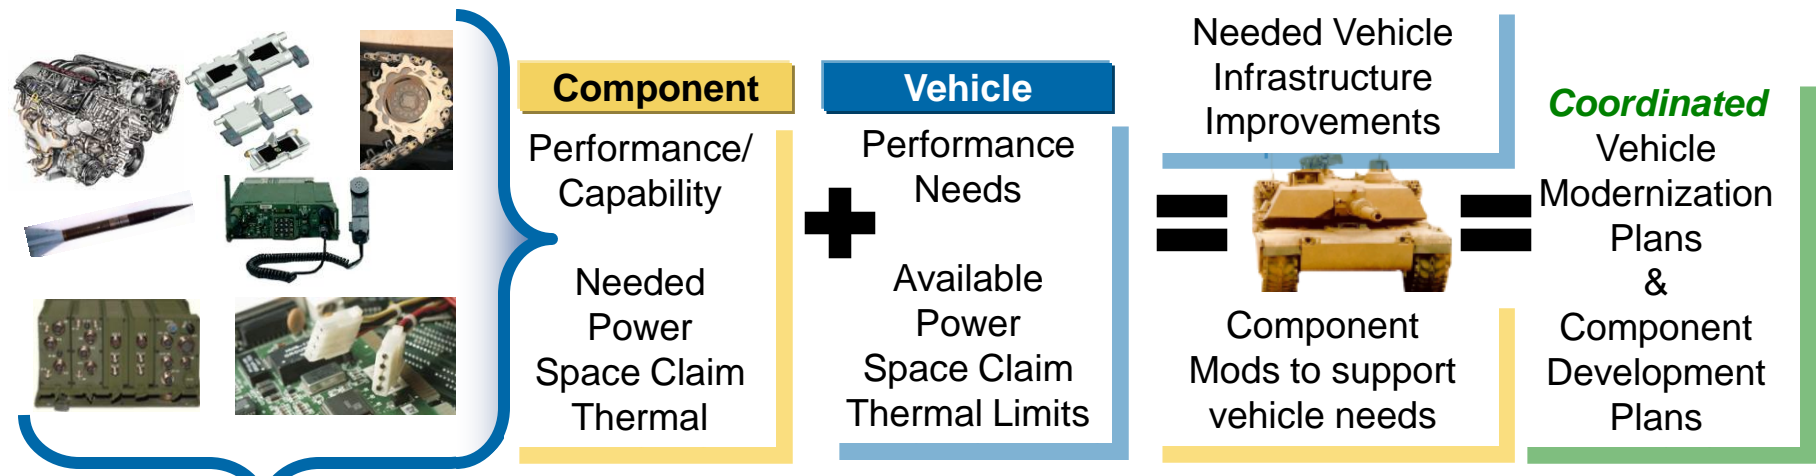 Component
Performance/
Capability
Needed
Power
Space Claim
Thermal
Vehicle
Performance
Needs
Available
Power
Space Claim
Thermal Limits
Needed Vehicle
Infrastructure
Improvements
Component
Mods to support
vehicle needs
Coordinated
Vehicle
Modernization
Plans
&
Component
Development
Plans